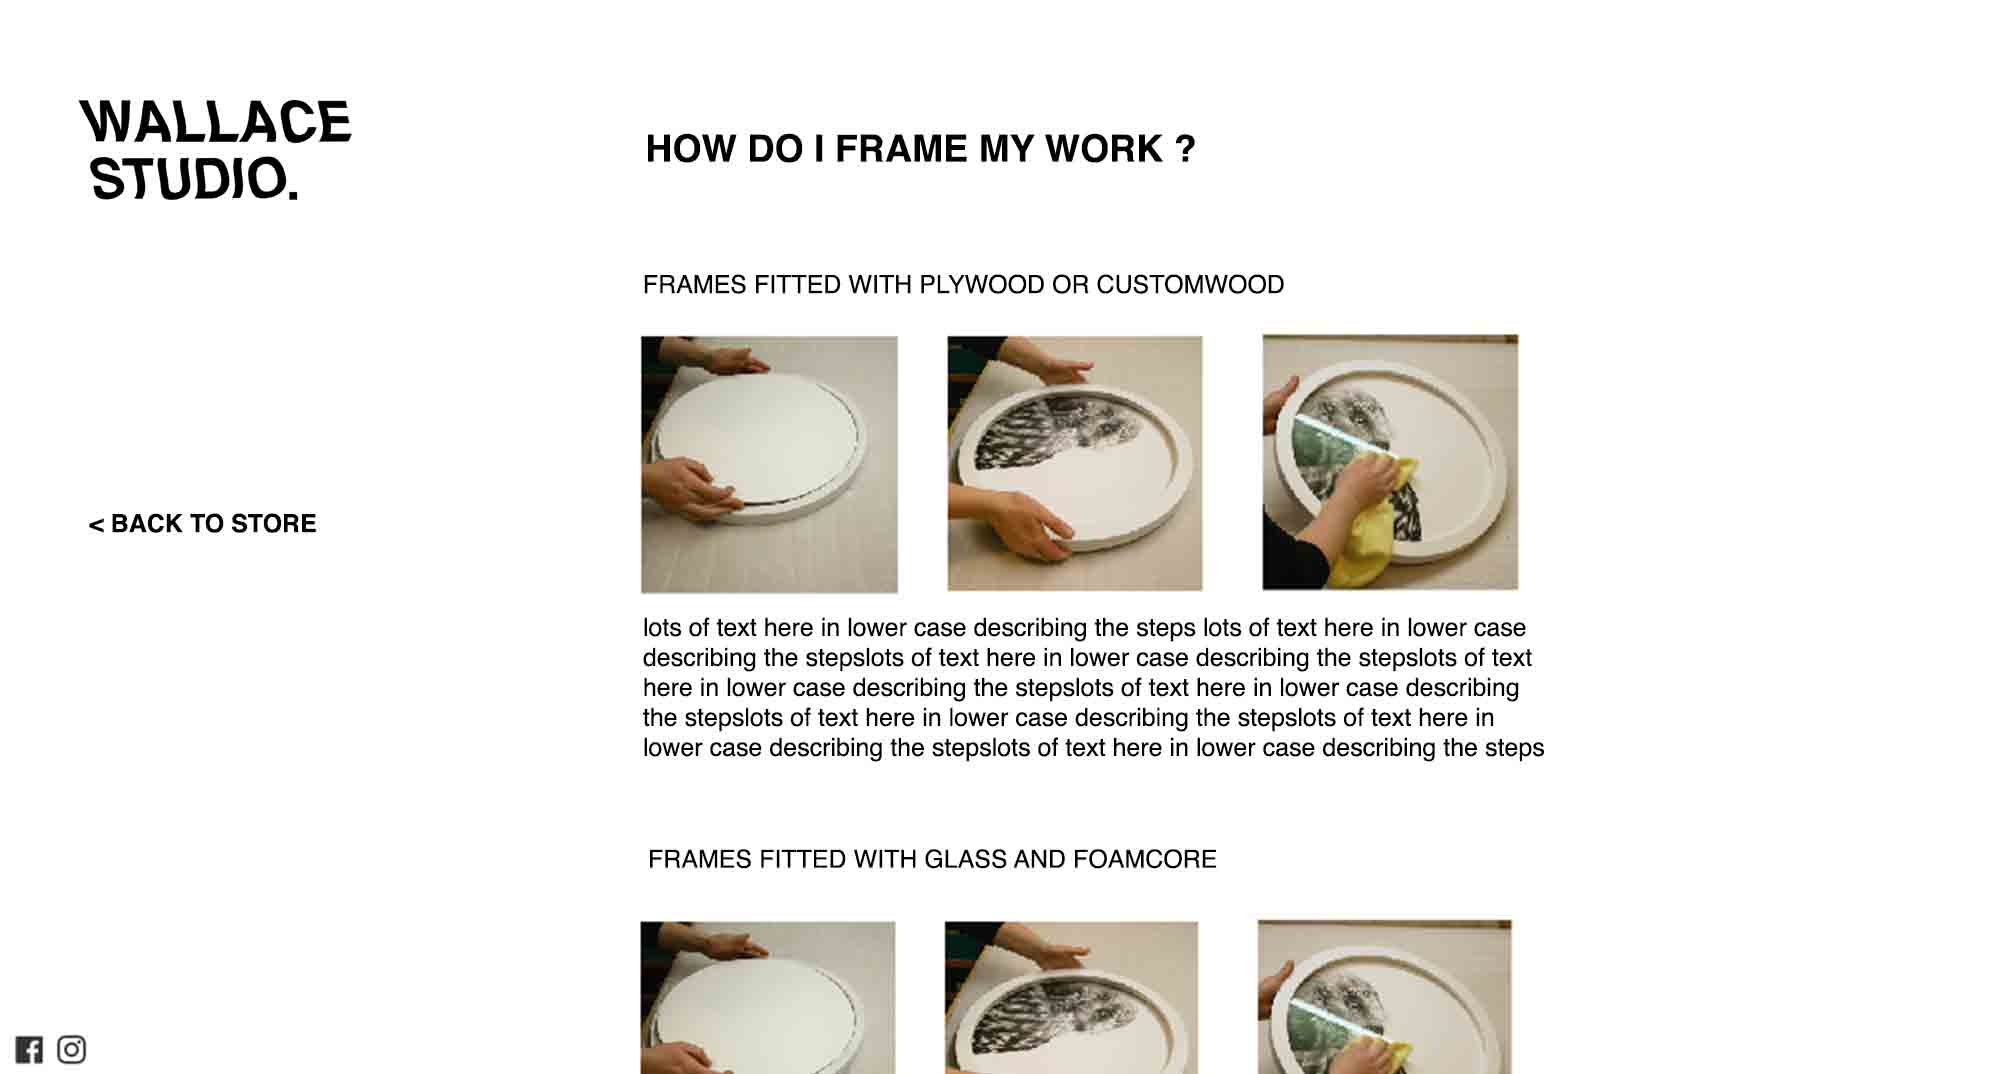 WALLACE
STUDIO.
HOW DO I FRAME MY WORK ?
FRAMES FITTED WITH PLYWOOD OR CUSTOMWOOD
< BACK TO STORE
lots of text here in lower case describing the steps lots of text here in lower case
describing the stepslots of text here in lower case describing the stepslots of text
here in lower case describing the stepslots of text here in lower case describing
the stepslots of text here in lower case describing the stepslots of text here in
lower case describing the stepslots of text here in lower case describing the steps
FRAMES FITTED WITH GLASS AND FOAMCORE